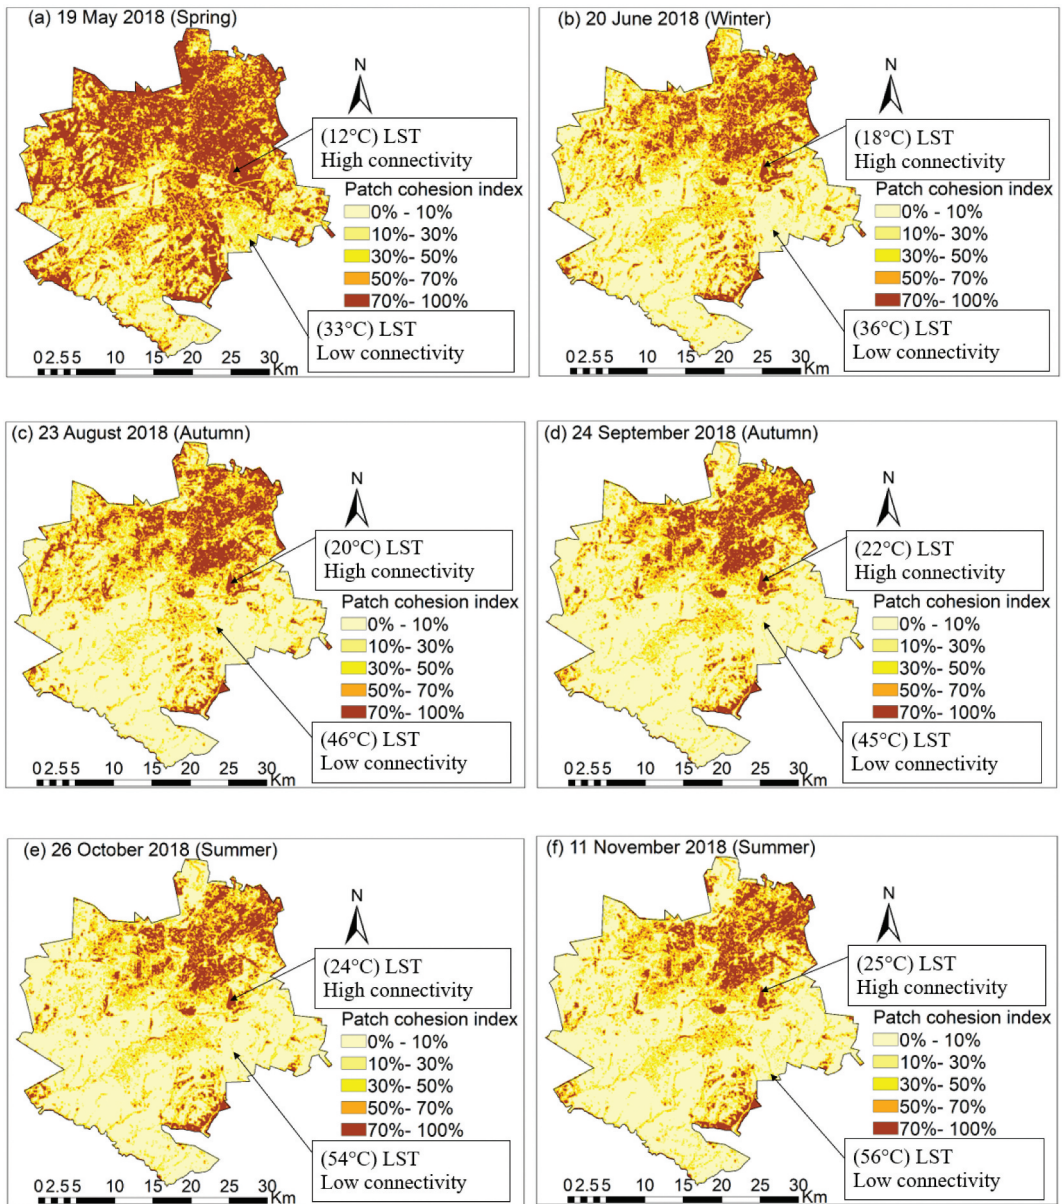 (a) 19 May 2018 (Spring)
N
(12°C) LST
High connectivity
Patch cohesion index
0% - 10%
10%- 30%
30%- 50%
50%- 70%
70%- 100%
(33°C) LST
Low connectivity
0 2.5 5 10 15 20 25 30
Km
(b) 20 June 2018 (Winter)
N
(18°C) LST
High connectivity
Patch cohesion index
0% - 10%
10%- 30%
30%- 50%
50%- 70%
70%- 100%
(36°C) LST
Low connectivity
0 2.5 5 10 15 20 25 30
Km
(c) 23 August 2018 (Autumn)
N
(20°C) LST
High connectivity
Patch cohesion index
0% - 10%
10%- 30%
30%- 50%
50%- 70%
70%- 100%
(46°C) LST
Low connectivity
0 2.5 5 10 15 20 25 30
Km
(d) 24 September 2018 (Autumn)
N
(22°C) LST
High connectivity
Patch cohesion index
0% - 10%
10%- 30%
30%- 50%
50%- 70%
70%- 100%
(45°C) LST
Low connectivity
0 2.5 5 10 15 20 25 30
Km
(e) 26 October 2018 (Summer)
N
(24°C) LST
High connectivity
Patch cohesion index
0% - 10%
10%- 30%
30%- 50%
50%- 70%
70%- 100%
(54°C) LST
Low connectivity
0 2.5 5 10 15 20 25 30
Km
(f) 11 November 2018 (Summer)
N
(25°C) LST
High connectivity
Patch cohesion index
0% - 10%
10%- 30%
30%- 50%
50%- 70%
70%- 100%
(56°C) LST
Low connectivity
0 2.5 5 10 15 20 25 30
Km